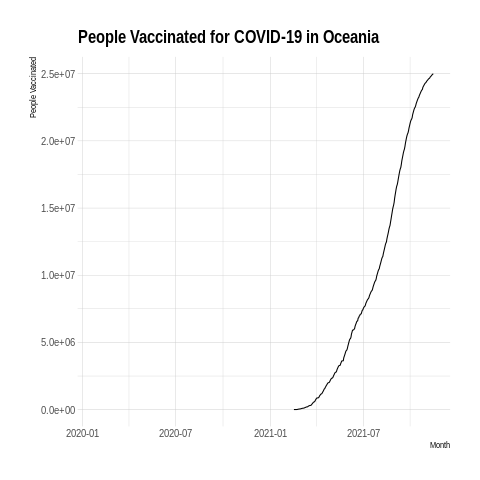 People Vaccinated for COVID-19 in Oceania
People Vaccinated
2.5e+07
2.0e+07
1.5e+07
1.0e+07
5.0e+06
0.0e+00
2020-01 2020-07 2021-01 2021-07
Month